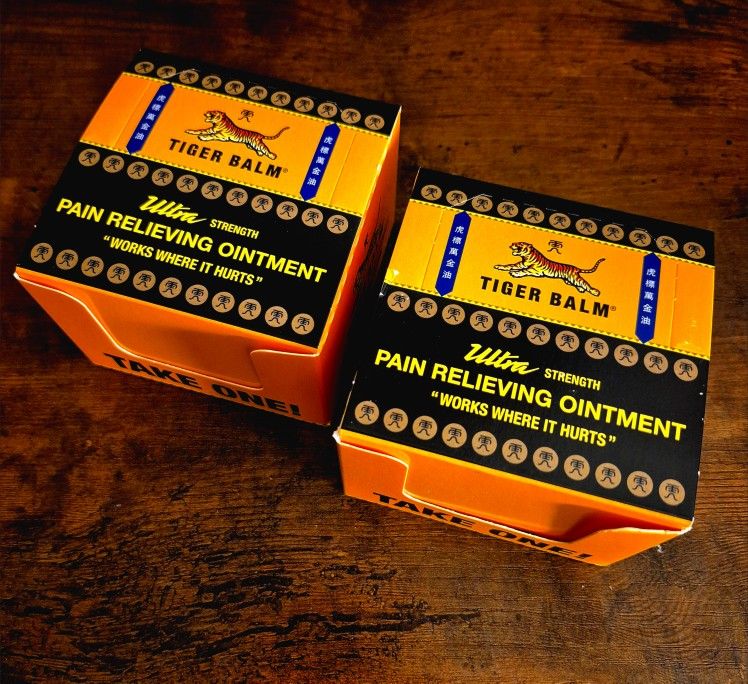 虎標萬金油
TIGER BALM®
虎標萬金油
Ultra STRENGTH
PAIN RELIEVING OINTMENT
"WORKS WHERE IT HURTS"
TAKE ONE!
虎標萬金油
TIGER BALM®
虎標萬金油
Ultra STRENGTH
PAIN RELIEVING OINTMENT
"WORKS WHERE IT HURTS"
TAKE ONE!